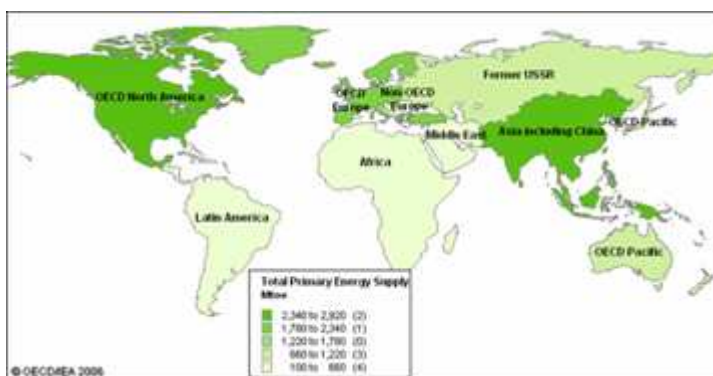 OECD North America
Former USSR
OECD
Europe
Non-OECD
Europe
Middle East
Asia including China
OECD Pacific
Africa
Latin America
OECD Pacific
Total Primary Energy Supply
Mtoe
2,340 to 2,920 (2)
1,780 to 2,340 (1)
1,220 to 1,780 (0)
660 to 1,220 (3)
100 to 660 (4)
© OECD/IEA 2006